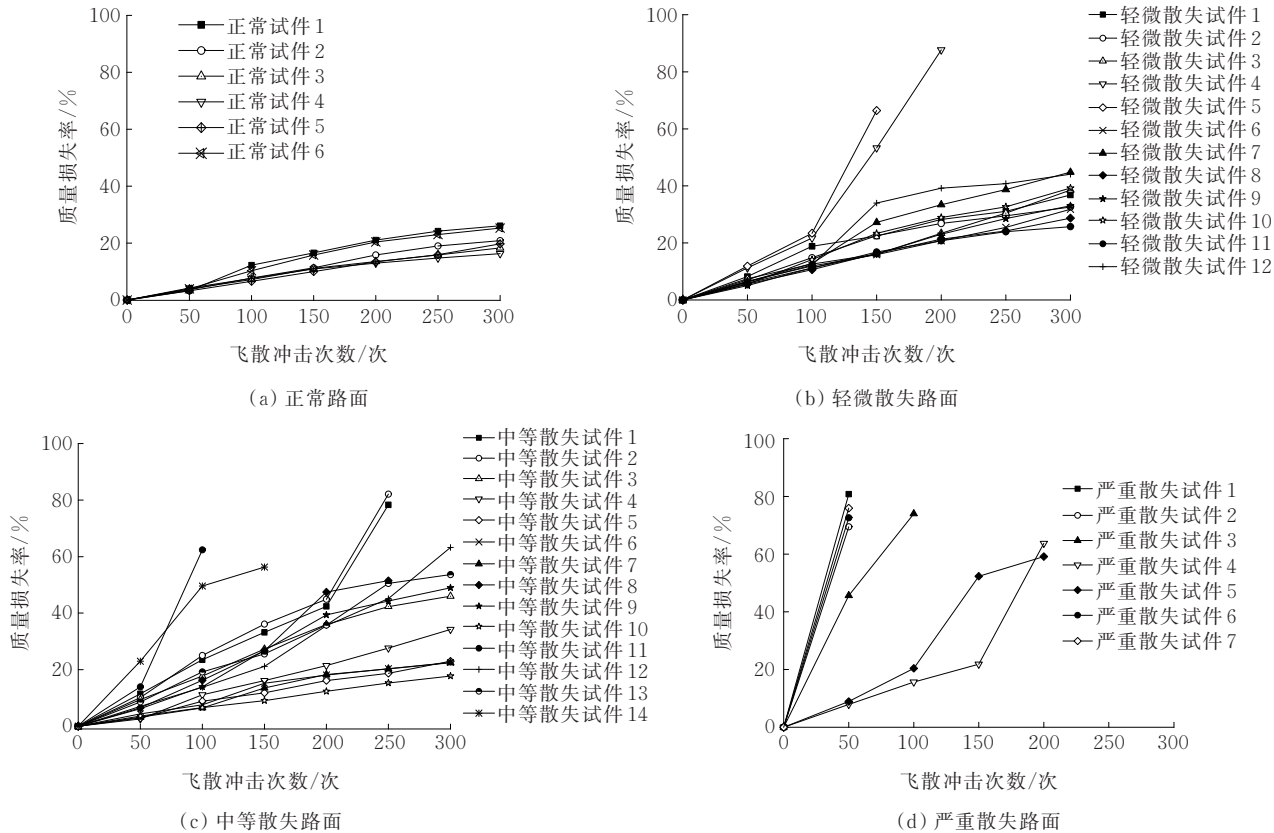 质量损失率/%
100
80
60
40
20
0
正常试件1
正常试件2
正常试件3
正常试件4
正常试件5
正常试件6
0 50 100 150 200 250 300
飞散冲击次数/次
(a) 正常路面
质量损失率/%
100
80
60
40
20
0
轻微散失试件1
轻微散失试件2
轻微散失试件3
轻微散失试件4
轻微散失试件5
轻微散失试件6
轻微散失试件7
轻微散失试件8
轻微散失试件9
轻微散失试件10
轻微散失试件11
轻微散失试件12
0 50 100 150 200 250 300
飞散冲击次数/次
(b) 轻微散失路面
质量损失率/%
100
80
60
40
20
0
中等散失试件1
中等散失试件2
中等散失试件3
中等散失试件4
中等散失试件5
中等散失试件6
中等散失试件7
中等散失试件8
中等散失试件9
中等散失试件10
中等散失试件11
中等散失试件12
中等散失试件13
中等散失试件14
0 50 100 150 200 250 300
飞散冲击次数/次
(c) 中等散失路面
质量损失率/%
100
80
60
40
20
0
严重散失试件1
严重散失试件2
严重散失试件3
严重散失试件4
严重散失试件5
严重散失试件6
严重散失试件7
0 50 100 150 200 250 300
飞散冲击次数/次
(d) 严重散失路面